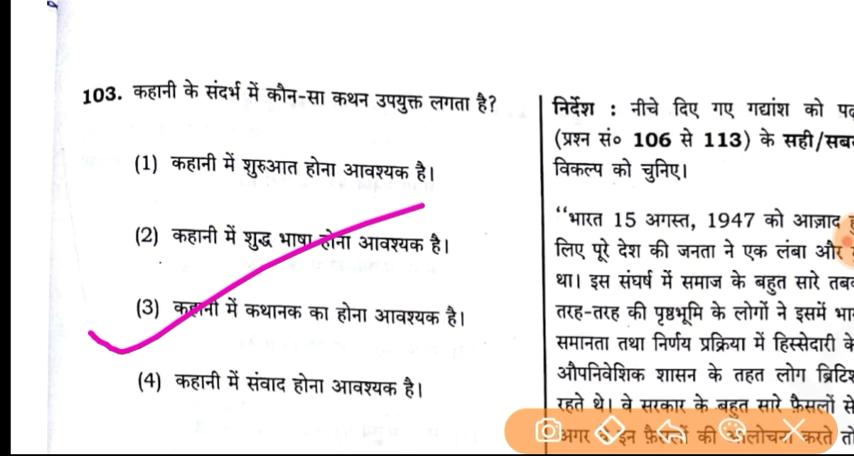 103. कहानी के संदर्भ में कौन-सा कथन उपयुक्त लगता है?
(1) कहानी में शुरुआत होना आवश्यक है।
(2) कहानी में शुद्ध भाषा होना आवश्यक है।
(3) कहानी में कथानक का होना आवश्यक है।
(4) कहानी में संवाद होना आवश्यक है।
निर्देश : नीचे दिए गए गद्यांश को
(प्रश्न सं० 106 से 113) के सही/सब
विकल्प को चुनिए।
“भारत 15 अगस्त, 1947 को आज़ाद
लिए पूरे देश की जनता ने एक लंबा और
था। इस संघर्ष में समाज के बहुत सारे
तरह-तरह की पृष्ठभूमि के लोगों ने इसमें
समानता तथा निर्णय प्रक्रिया में हिस्सेदारी
औपनिवेशिक शासन के तहत लोग
रहते थे। वे सरकार के बहुत सारे फ़ैसलों से
अगर इन फ़ैसलों की आलोचना करते